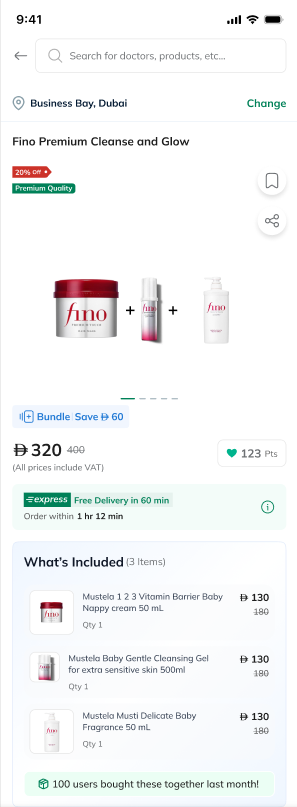 9:41
Search for doctors, products, etc...
Business Bay, Dubai Change
Fino Premium Cleanse and Glow
20% Off
Premium Quality
fino
+
fino
+
fino
Bundle Save 60
320 400
(All prices include VAT)
123 Pts
express Free Delivery in 60 min
Order within 1 hr 12 min
What's Included (3 Items)
Mustela 1 2 3 Vitamin Barrier Baby
Nappy cream 50 mL
130
180
Qty 1
Mustela Baby Gentle Cleansing Gel
for extra sensitive skin 500ml
130
180
Qty 1
Mustela Musti Delicate Baby
Fragrance 50 mL
130
180
Qty 1
100 users bought these together last month!